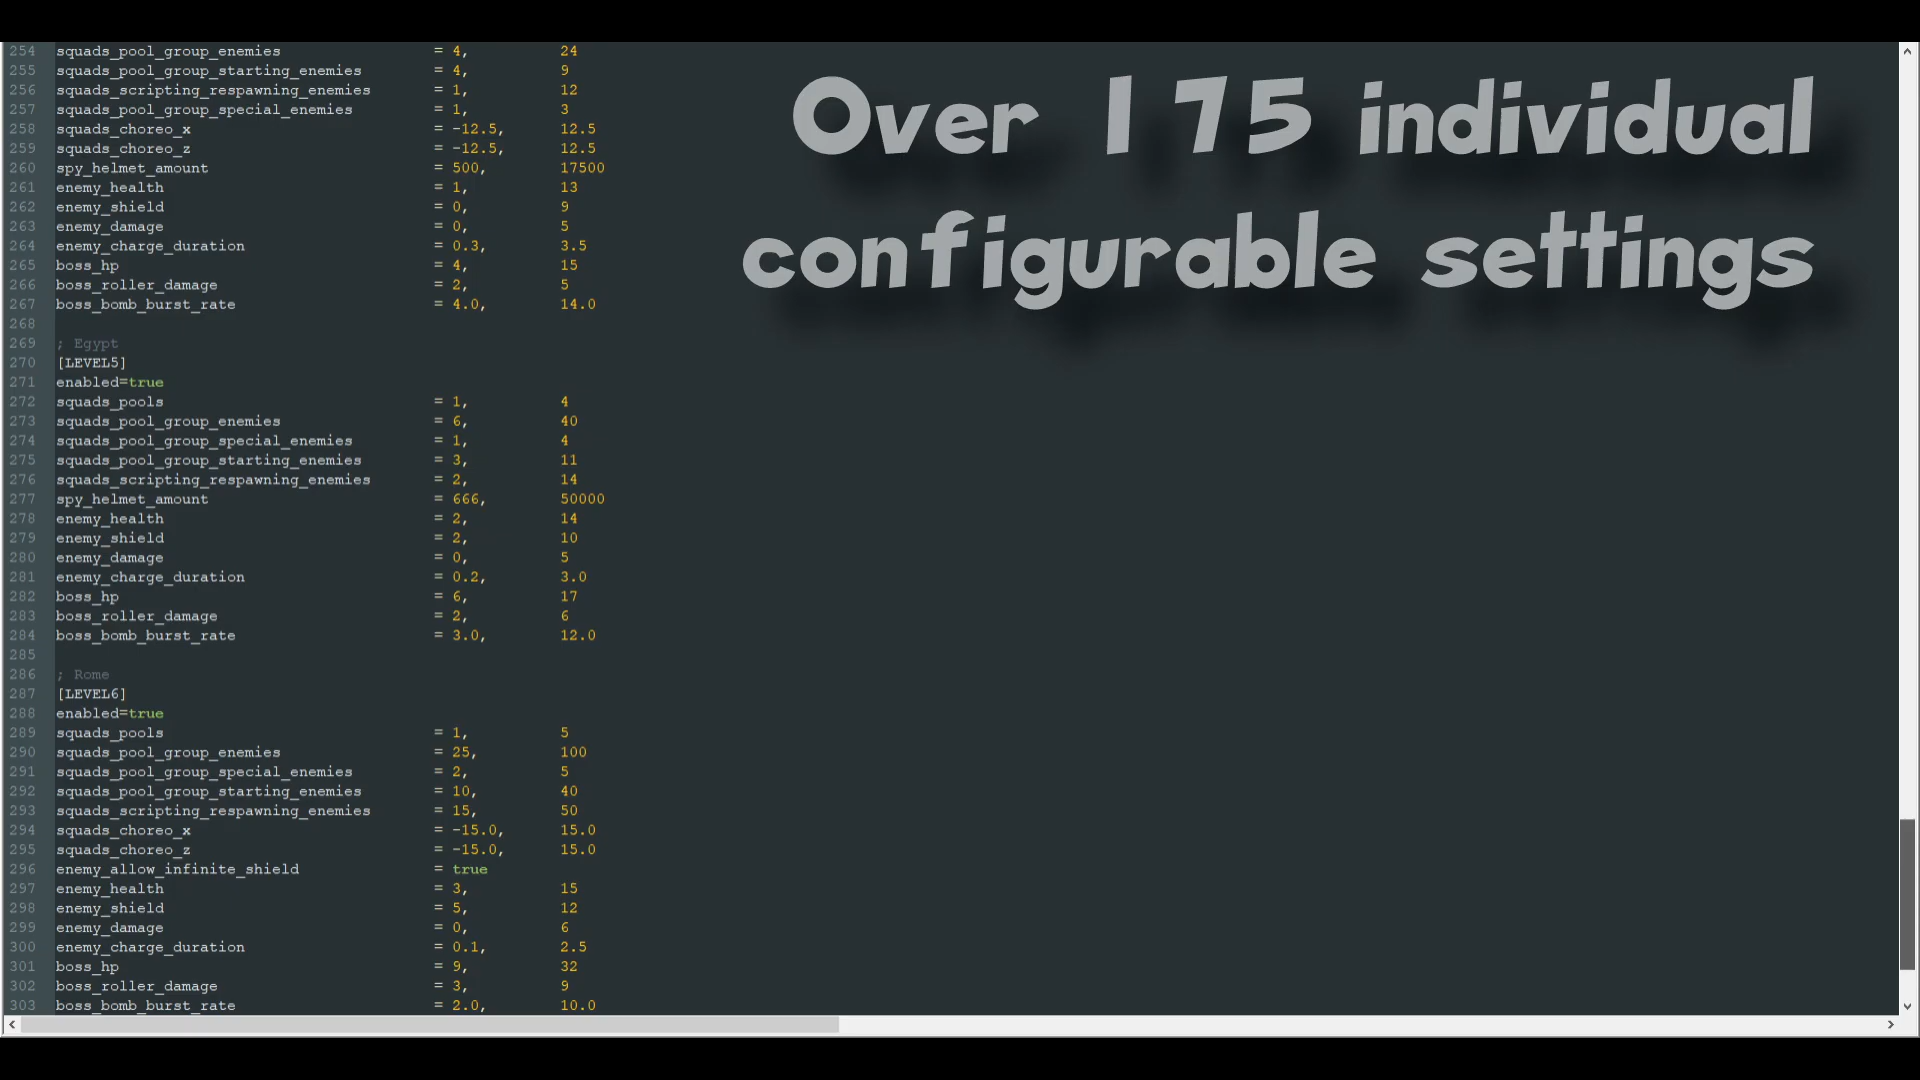 Over 175 individual
configurable settings
254 squads_pool_group_enemies = 4, 24
255 squads_pool_group_starting_enemies = 4, 9
256 squads_scripting_respawning_enemies = 1, 12
257 squads_pool_group_special_enemies = 1, 3
258 squads_choreo_x = -12.5, 12.5
259 squads_choreo_z = -12.5, 12.5
260 spy_helmet_amount = 500, 17500
261 enemy_health = 1, 13
262 enemy_shield = 0, 9
263 enemy_damage = 0, 5
264 enemy_charge_duration = 0.3, 3.5
265 boss_hp = 4, 15
266 boss_roller_damage = 2, 5
267 boss_bomb_burst_rate = 4.0, 14.0
268
269 ; Egypt
270 [LEVEL5]
271 enabled=true
272 squads_pools = 1, 4
273 squads_pool_group_enemies = 6, 40
274 squads_pool_group_special_enemies = 1, 4
275 squads_pool_group_starting_enemies = 3, 11
276 squads_scripting_respawning_enemies = 2, 14
277 spy_helmet_amount = 666, 50000
278 enemy_health = 2, 14
279 enemy_shield = 2, 10
280 enemy_damage = 0, 5
281 enemy_charge_duration = 0.2, 3.0
282 boss_hp = 6, 17
283 boss_roller_damage = 2, 6
284 boss_bomb_burst_rate = 3.0, 12.0
285
286 ; Rome
287 [LEVEL6]
288 enabled=true
289 squads_pools = 1, 5
290 squads_pool_group_enemies = 25, 100
291 squads_pool_group_special_enemies = 2, 5
292 squads_pool_group_starting_enemies = 10, 40
293 squads_scripting_respawning_enemies = 15, 50
294 squads_choreo_x = -15.0, 15.0
295 squads_choreo_z = -15.0, 15.0
296 enemy_allow_infinite_shield = true
297 enemy_health = 3, 15
298 enemy_shield = 5, 12
299 enemy_damage = 0, 6
300 enemy_charge_duration = 0.1, 2.5
301 boss_hp = 9, 32
302 boss_roller_damage = 3, 9
303 boss_bomb_burst_rate = 2.0, 10.0